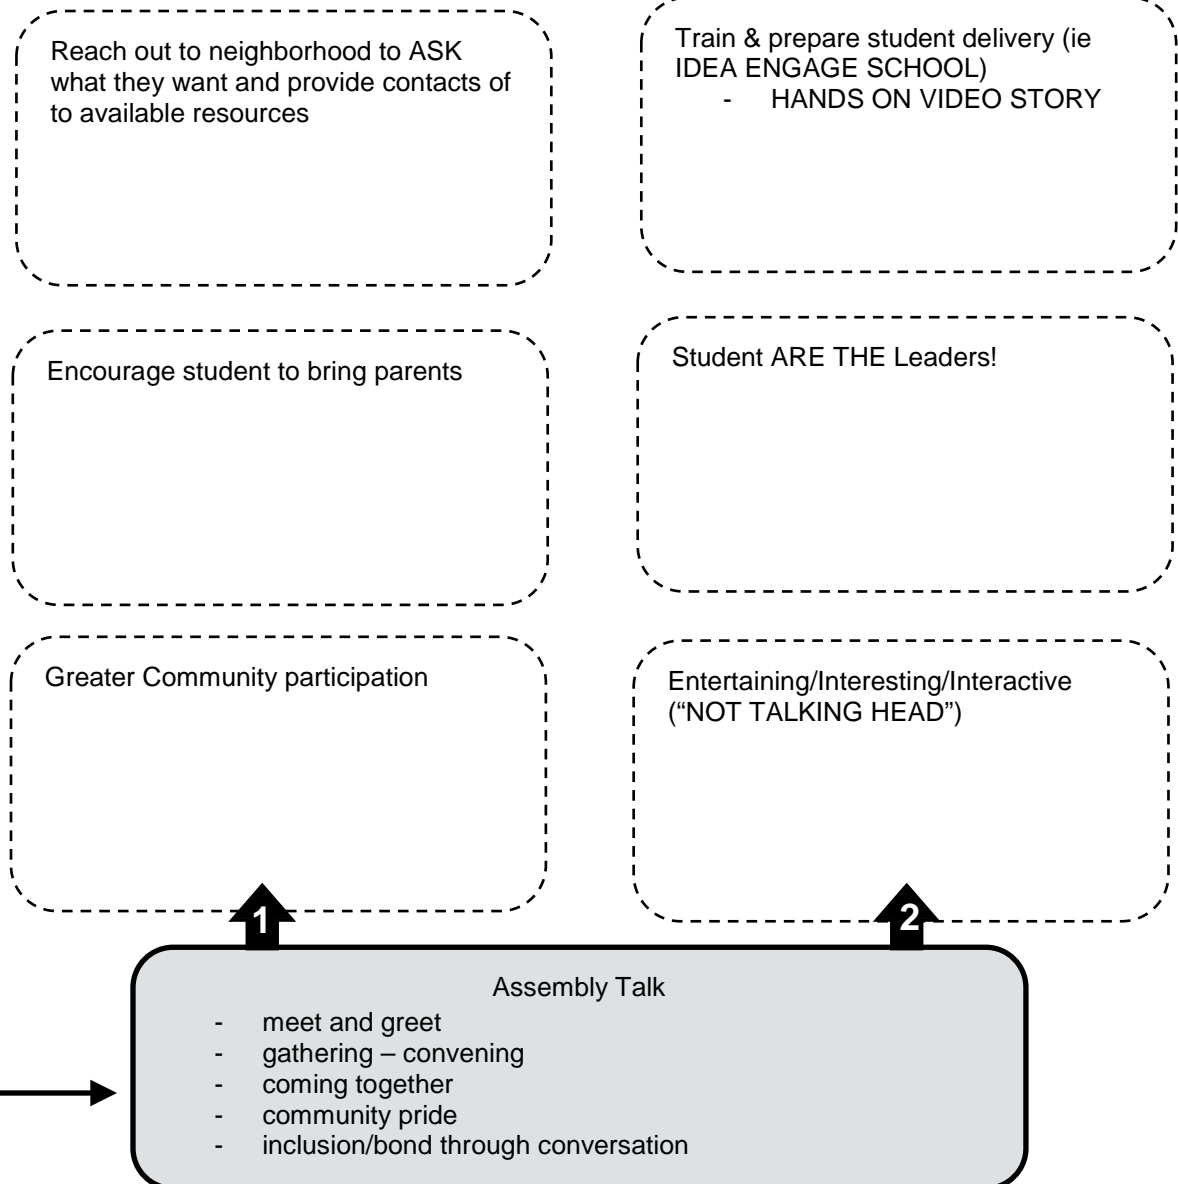 Reach out to neighborhood to ASK
what they want and provide contacts of
to available resources
Train & prepare student delivery (ie
IDEA ENGAGE SCHOOL)
- HANDS ON VIDEO STORY
Encourage student to bring parents
Student ARE THE Leaders!
Greater Community participation
Entertaining/Interesting/Interactive
(“NOT TALKING HEAD”)
1
2
Assembly Talk
- meet and greet
- gathering – convening
- coming together
- community pride
- inclusion/bond through conversation